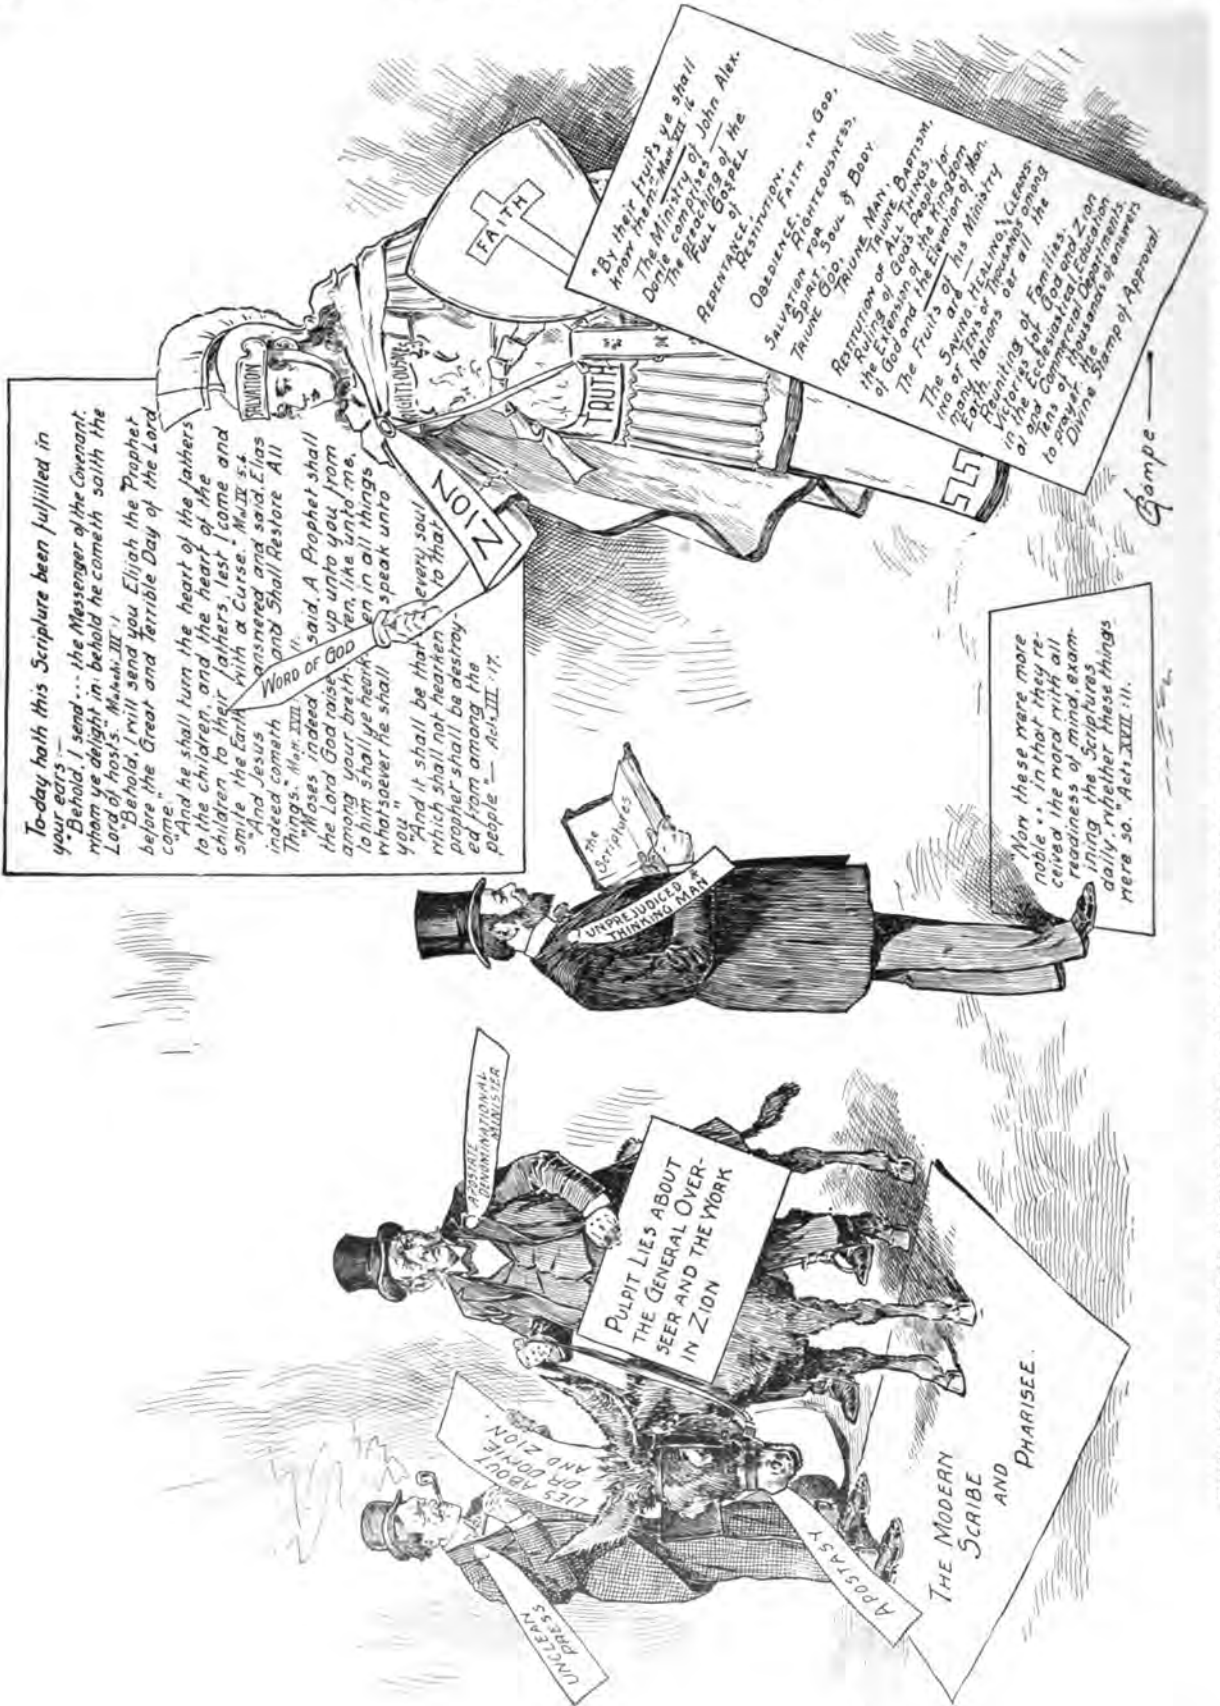 To-day hath this Scripture been fulfilled in
your ears:—
"Behold, I send... the Messenger of the Covenant.
whom ye delight in: behold he cometh saith the
Lord of hosts." Malachi III:1
"Behold, I will send you Elijah the Prophet
before the Great and Terrible Day of the Lord
come."
"And he shall turn the heart of the fathers
to the children, and the heart of the
children to their fathers, lest I come and
smite the Earth with a Curse." Mal. IV 5.6
"And Jesus answered and said, Elias
indeed cometh and Shall Restore All
Things." Matt. XVII 11.
"Moses indeed said, A Prophet shall
the Lord God raise up unto you from
among your brethren, like unto me,
to him shall ye hearken in all things
whatsoever He shall speak unto
you"
"And it shall be that every soul
which shall not hearken to that
prophet shall be destroy-
ed from among the
people"— Acts III:17.
WORD OF GOD
ZION
SALVATION
RIGHTEOUSNESS
TRUTH
FAITH
"By their fruits ye shall
know them" Matt VII 16
The Ministry of John Alex.
Dowie comprises —
The Preaching of the
FULL GOSPEL
of
REPENTANCE,
RESTITUTION.
OBEDIENCE, FAITH IN GOD,
RIGHTEOUSNESS,
SALVATION FOR
SPIRIT, SOUL & BODY.
TRIUNE GOD,
TRIUNE MAN,
TRIUNE BAPTISM,
RESTITUTION OF ALL THINGS,
the Ruling of God's People for
the Extension of the Kingdom
of God and the Elevation of Man.
The Fruits of his Ministry
are —
The SAVING, HEALING, & CLEANS-
ING OF TENS OF THOUSANDS among
many Nations o'er all the
Earth.
Reuniting of Families.
Victories for God and Zion
in the Ecclesiastical, Education-
al and Commercial Departments.
Tens of thousands of answers
to prayer. the
Divine Stamp of Approval.
Champe
the
Scriptures
UNPREJUDICED &
THINKING MAN
"Now these were more
noble .. in that they re-
ceived the word with all
readiness of mind, exam-
ining the Scriptures
daily, whether these things
were so." Acts XVII:11.
APOSTATE
DENOMINATIONAL
MINISTER
PULPIT LIES ABOUT
THE GENERAL OVER-
SEER AND THE WORK
IN ZION
LIES ABOUT
DR DOWIE
AND ZION.
UNCLEAN
PRESS
APOSTASY
THE MODERN
SCRIBE
AND
PHARISEE.